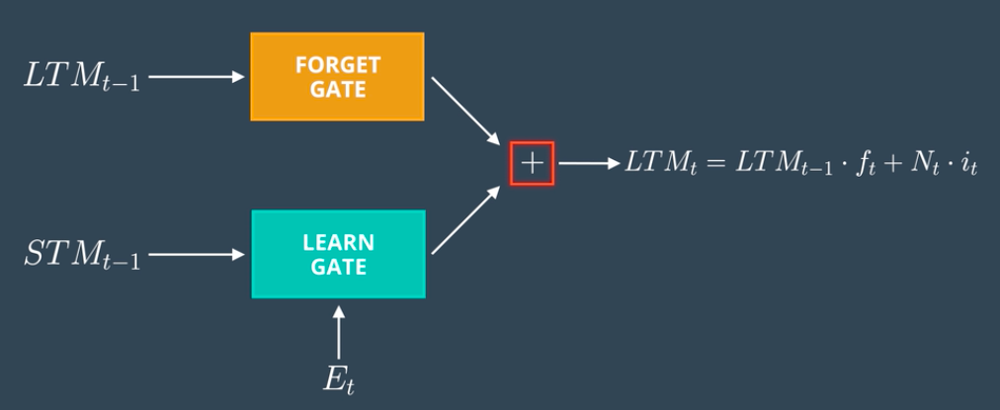 LTM_{t-1}
FORGET
GATE
+
LTM_t = LTM_{t-1} · f_t + N_t · i_t
STM_{t-1}
LEARN
GATE
E_t